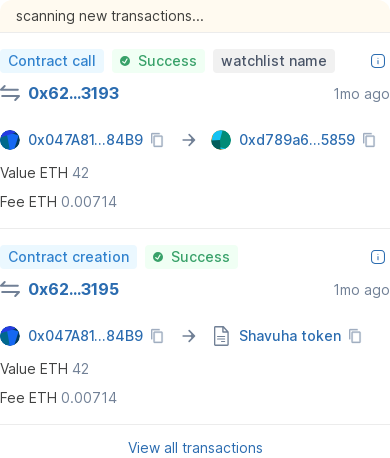 scanning new transactions...
Contract call Success watchlist name
0x62...3193 1mo ago
0x047A81...84B9 → 0xd789a6...5859
Value ETH 42
Fee ETH 0.00714
Contract creation Success
0x62...3195 1mo ago
0x047A81...84B9 → Shavuha token
Value ETH 42
Fee ETH 0.00714
View all transactions